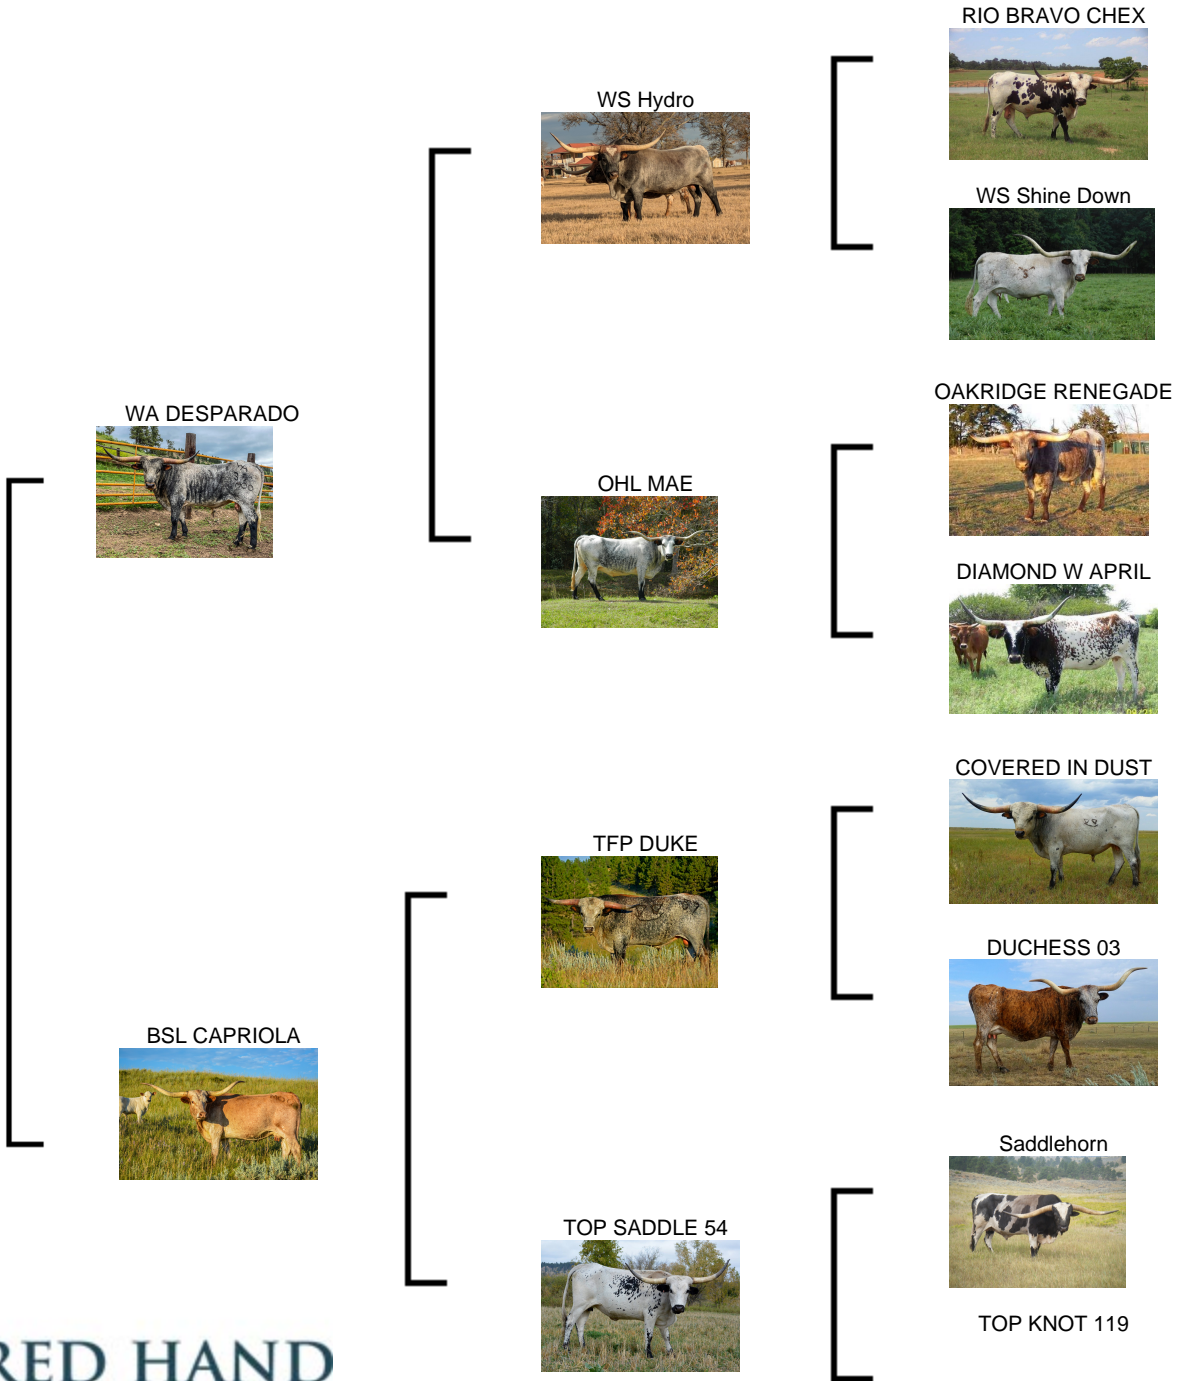 RIO BRAVO CHEX
WS Hydro
WS Shine Down
OAKRIDGE RENEGADE
WA DESPARADO
OHL MAE
DIAMOND W APRIL
COVERED IN DUST
TFP DUKE
DUCHESS 03
BSL CAPRIOLA
Saddlehorn
TOP SADDLE 54
TOP KNOT 119
RED HAND